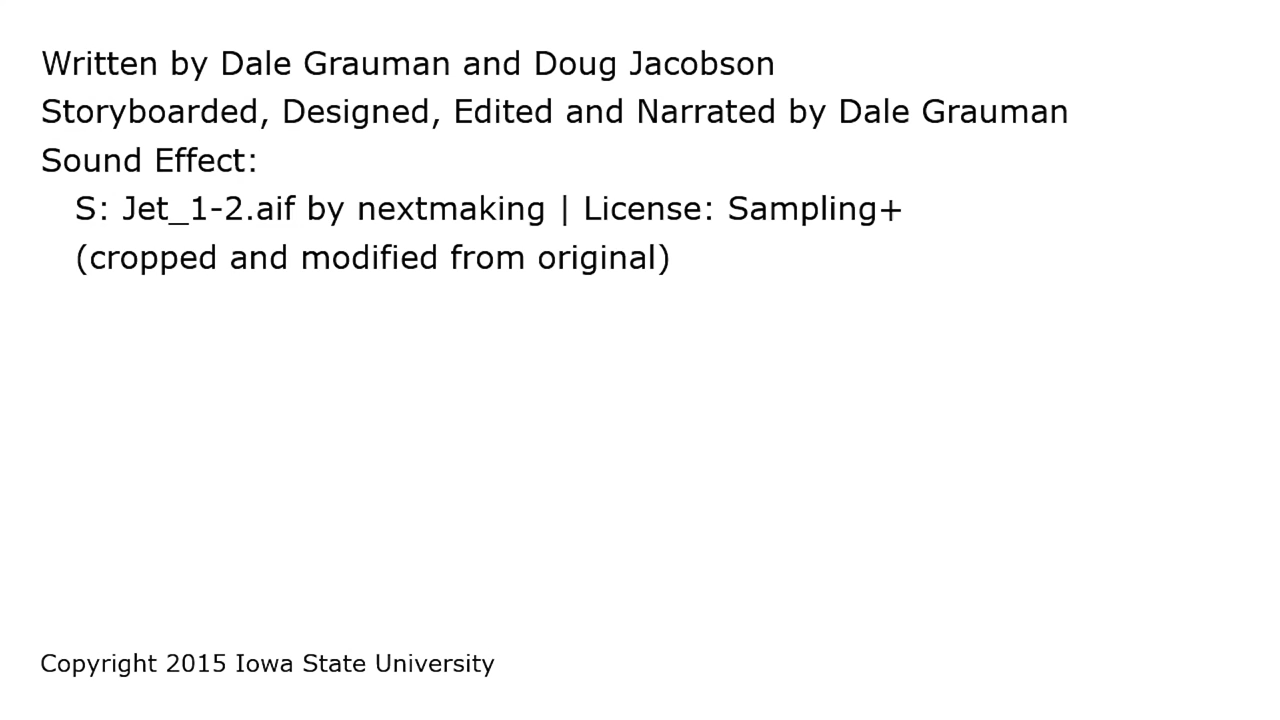 Written by Dale Grauman and Doug Jacobson
Storyboarded, Designed, Edited and Narrated by Dale Grauman
Sound Effect:
S: Jet_1-2.aif by nextmaking | License: Sampling+
(cropped and modified from original)
Copyright 2015 Iowa State University